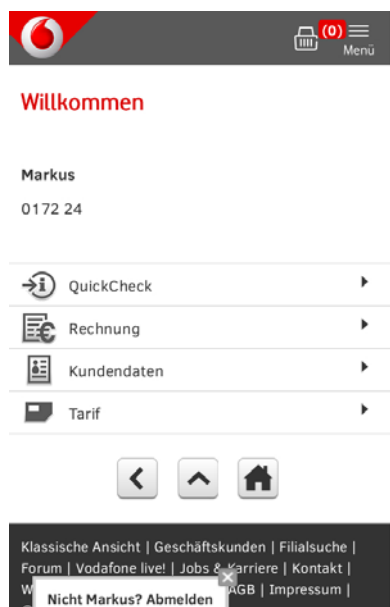 (0)
Menü
Willkommen
Markus
0172 24
QuickCheck
Rechnung
Kundendaten
Tarif
Klassische Ansicht | Geschäftskunden | Filialsuche |
Forum | Vodafone live! | Jobs & Karriere | Kontakt |
AGB | Impressum |
Nicht Markus? Abmelden